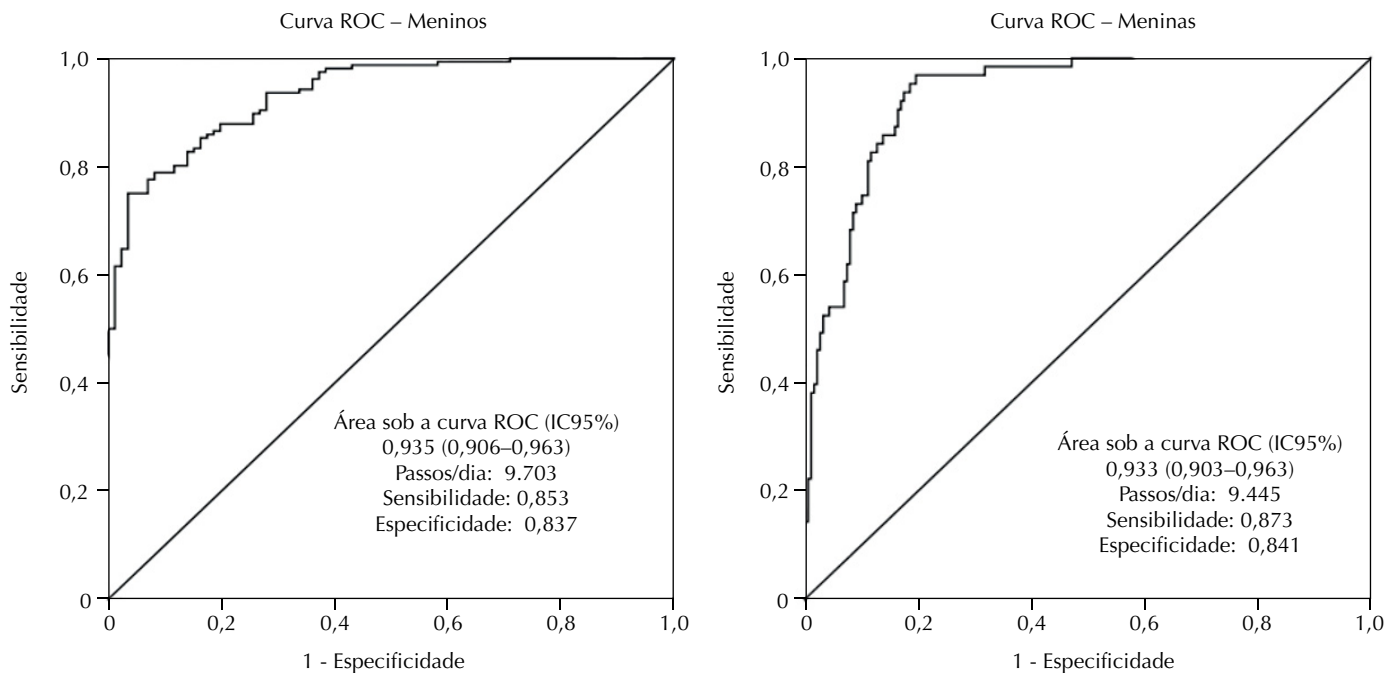 Curva ROC – Meninos
1,0
0,8
0,6
0,4
0,2
0
Sensibilidade
Área sob a curva ROC (IC95%)
0,935 (0,906–0,963)
Passos/dia: 9.703
Sensibilidade: 0,853
Especificidade: 0,837
0 0,2 0,4 0,6 0,8 1,0
1 - Especificidade
Curva ROC – Meninas
1,0
0,8
0,6
0,4
0,2
0
Sensibilidade
Área sob a curva ROC (IC95%)
0,933 (0,903–0,963)
Passos/dia: 9.445
Sensibilidade: 0,873
Especificidade: 0,841
0 0,2 0,4 0,6 0,8 1,0
1 - Especificidade